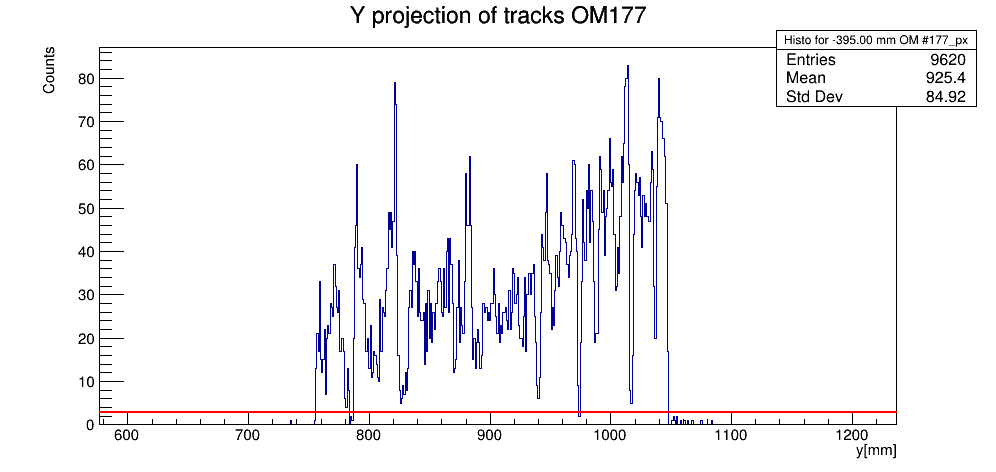 Y projection of tracks OM177
Histo for -395.00 mm OM #177_px
Entries 9620
Mean 925.4
Std Dev 84.92
Counts
80
70
60
50
40
30
20
10
0
600 700 800 900 1000 1100 1200
y[mm]